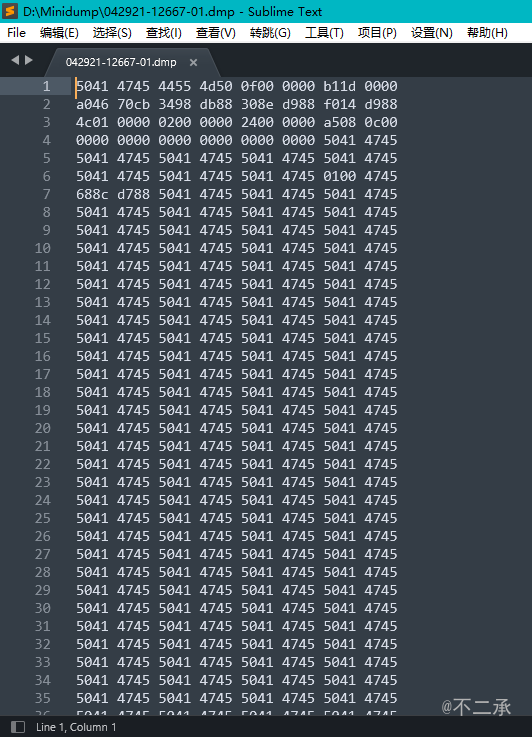 D:\Minidump\042921-12667-01.dmp - Sublime Text
File 编辑(E) 选择(S) 查找(I) 查看(V) 转跳(G) 工具(T) 项目(P) 设置(N) 帮助(H)
042921-12667-01.dmp ×
1 5041 4745 4455 4d50 0f00 0000 b11d 0000
2 a046 70cb 3498 db88 308e d988 f014 d988
3 4c01 0000 0200 0000 2400 0000 a508 0c00
4 0000 0000 0000 0000 0000 0000 5041 4745
5 5041 4745 5041 4745 5041 4745 5041 4745
6 5041 4745 5041 4745 5041 4745 0100 4745
7 688c d788 5041 4745 5041 4745 5041 4745
8 5041 4745 5041 4745 5041 4745 5041 4745
9 5041 4745 5041 4745 5041 4745 5041 4745
10 5041 4745 5041 4745 5041 4745 5041 4745
11 5041 4745 5041 4745 5041 4745 5041 4745
12 5041 4745 5041 4745 5041 4745 5041 4745
13 5041 4745 5041 4745 5041 4745 5041 4745
14 5041 4745 5041 4745 5041 4745 5041 4745
15 5041 4745 5041 4745 5041 4745 5041 4745
16 5041 4745 5041 4745 5041 4745 5041 4745
17 5041 4745 5041 4745 5041 4745 5041 4745
18 5041 4745 5041 4745 5041 4745 5041 4745
19 5041 4745 5041 4745 5041 4745 5041 4745
20 5041 4745 5041 4745 5041 4745 5041 4745
21 5041 4745 5041 4745 5041 4745 5041 4745
22 5041 4745 5041 4745 5041 4745 5041 4745
23 5041 4745 5041 4745 5041 4745 5041 4745
24 5041 4745 5041 4745 5041 4745 5041 4745
25 5041 4745 5041 4745 5041 4745 5041 4745
26 5041 4745 5041 4745 5041 4745 5041 4745
27 5041 4745 5041 4745 5041 4745 5041 4745
28 5041 4745 5041 4745 5041 4745 5041 4745
29 5041 4745 5041 4745 5041 4745 5041 4745
30 5041 4745 5041 4745 5041 4745 5041 4745
31 5041 4745 5041 4745 5041 4745 5041 4745
32 5041 4745 5041 4745 5041 4745 5041 4745
33 5041 4745 5041 4745 5041 4745 5041 4745
34 5041 4745 5041 4745 5041 4745 5041 4745
35 5041 4745 5041 4745 5041 4745 5041 4745
@不二承
Line 1, Column 1